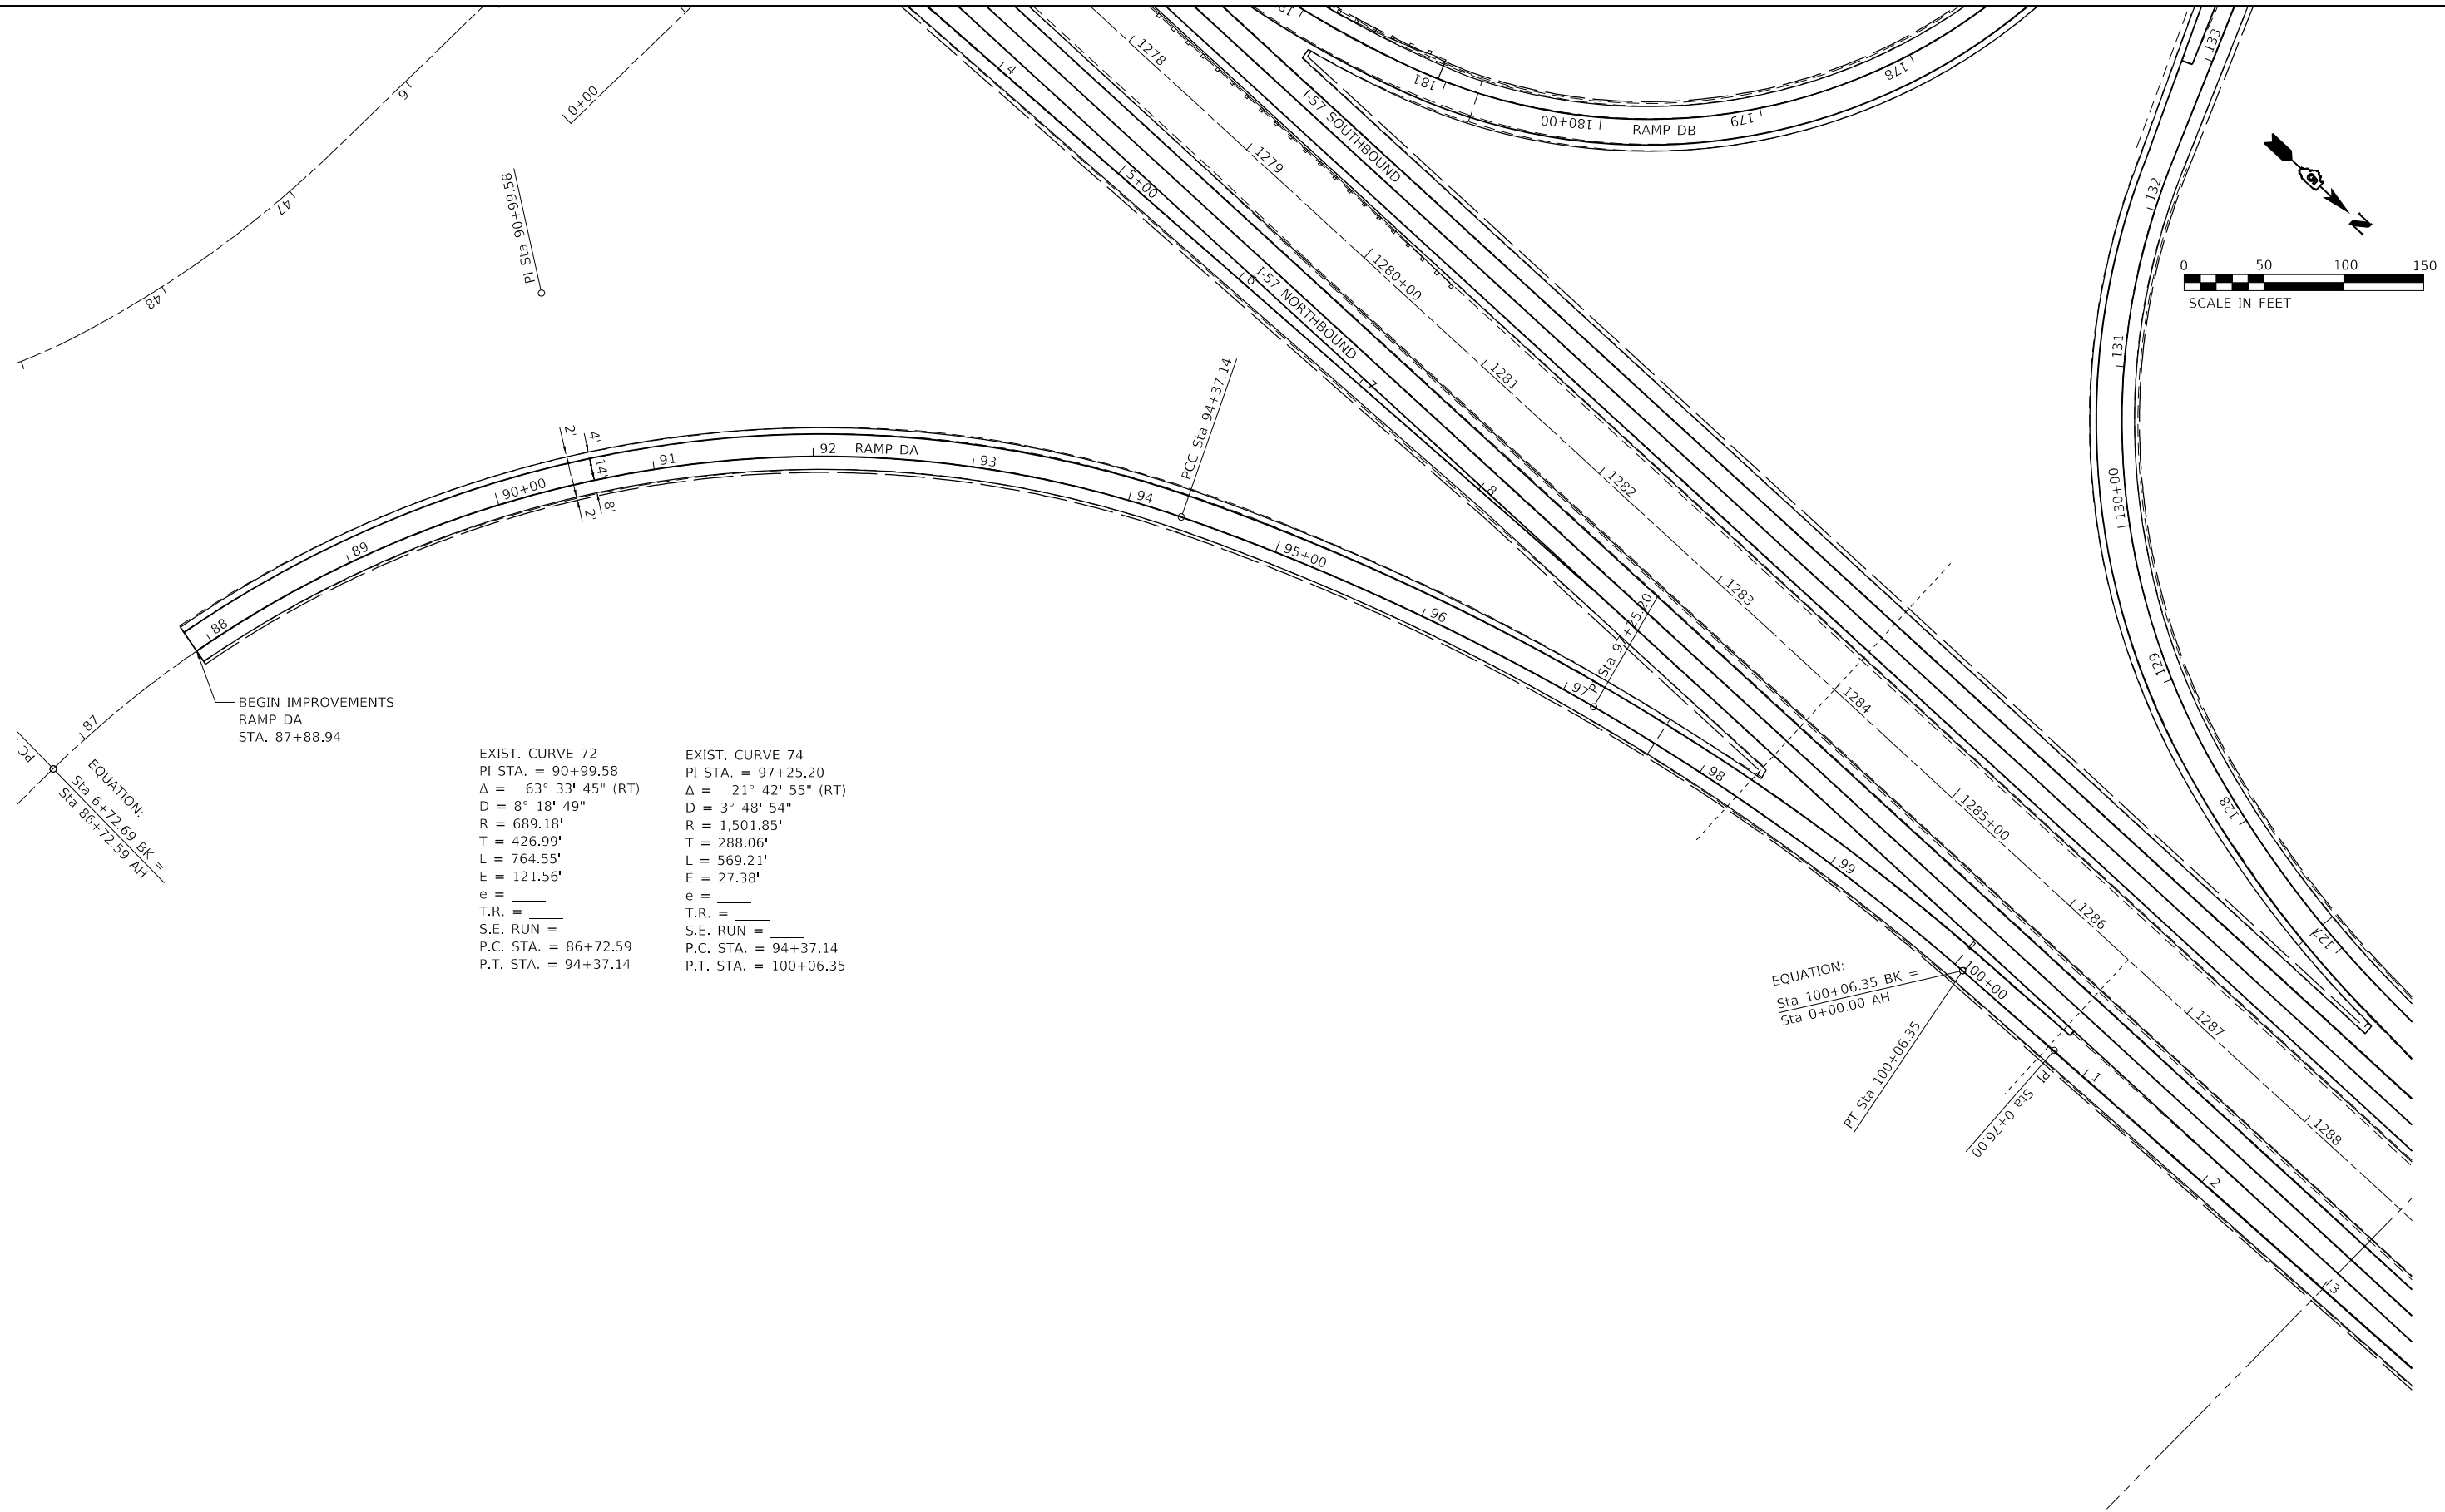 1278
1279
1280+00
1281
1282
1283
1284
1285+00
1286
1287
1288
I-57 SOUTHBOUND
I-57 NORTHBOUND
4
5+00
6
7
8
181
180+00
RAMP DB
179
178
133
132
131
130+00
129
128
127
N
0 50 100 150
SCALE IN FEET
0+00
47
48
PI Sta 90+99.58
2'
4'
14'
2'
8'
88
89
90+00
91
92
RAMP DA
93
94
PCC Sta 94+37.14
95+00
96
97
PI Sta 97+25.20
98
99
100+00
1
2
3
87
PC
EQUATION:
Sta 6+72.69 BK =
Sta 86+72.59 AH
BEGIN IMPROVEMENTS
RAMP DA
STA. 87+88.94
EXIST. CURVE 72
PI STA. = 90+99.58
Δ = 63° 33' 45" (RT)
D = 8° 18' 49"
R = 689.18'
T = 426.99'
L = 764.55'
E = 121.56'
e = ____
T.R. = ____
S.E. RUN = ____
P.C. STA. = 86+72.59
P.T. STA. = 94+37.14
EXIST. CURVE 74
PI STA. = 97+25.20
Δ = 21° 42' 55" (RT)
D = 3° 48' 54"
R = 1,501.85'
T = 288.06'
L = 569.21'
E = 27.38'
e = ____
T.R. = ____
S.E. RUN = ____
P.C. STA. = 94+37.14
P.T. STA. = 100+06.35
EQUATION:
Sta 100+06.35 BK =
Sta 0+00.00 AH
PT Sta 100+06.35
PI Sta 0+76.00